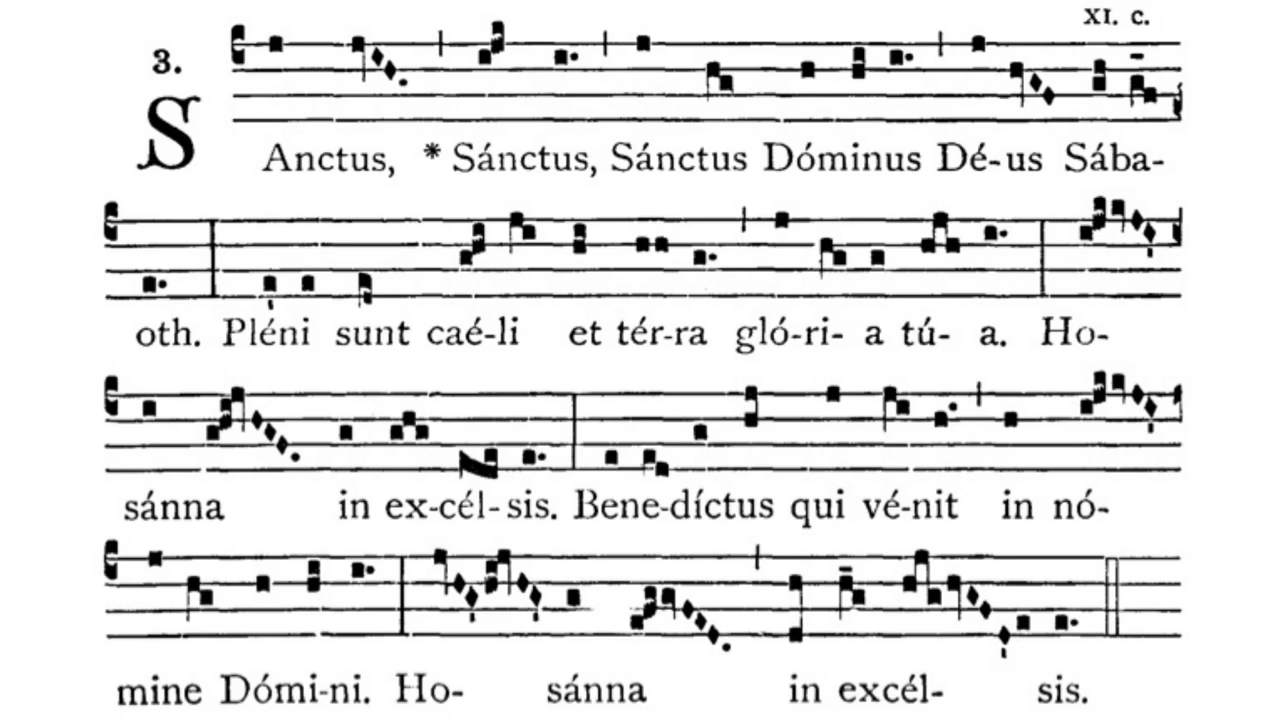 XI. c.
3.
SAnctus, * Sánctus, Sánctus Dóminus Dé-us Sába-
oth. Pléni sunt caé-li et tér-ra gló-ri- a tú- a. Ho-
sánna in ex-cél- sis. Bene-díctus qui vé-nit in nó-
mine Dómi-ni. Ho- sánna in excél- sis.